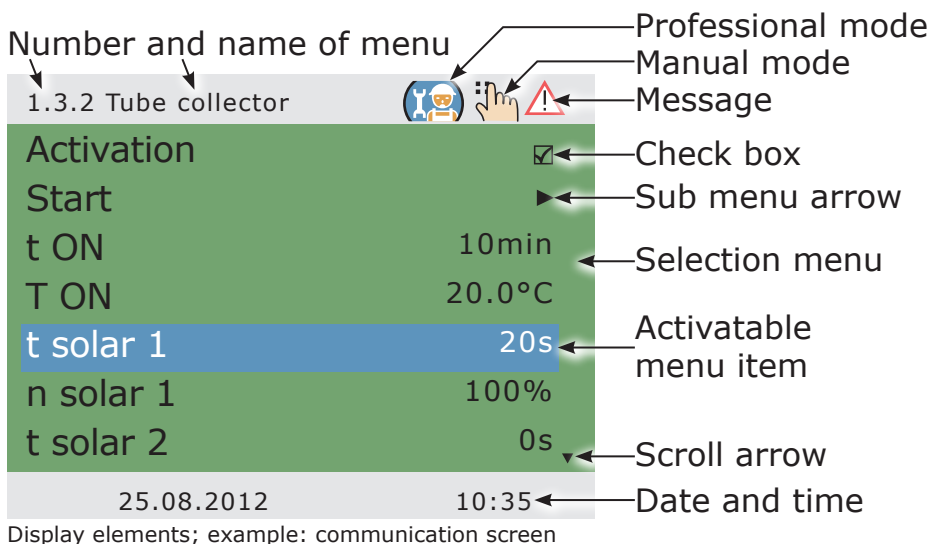 Number and name of menu
Professional mode
Manual mode
Message
1.3.2 Tube collector
Activation
Check box
Start
Sub menu arrow
t ON 10min
Selection menu
T ON 20.0°C
t solar 1 20s
Activatable
menu item
n solar 1 100%
t solar 2 0s
Scroll arrow
25.08.2012 10:35
Date and time
Display elements; example: communication screen